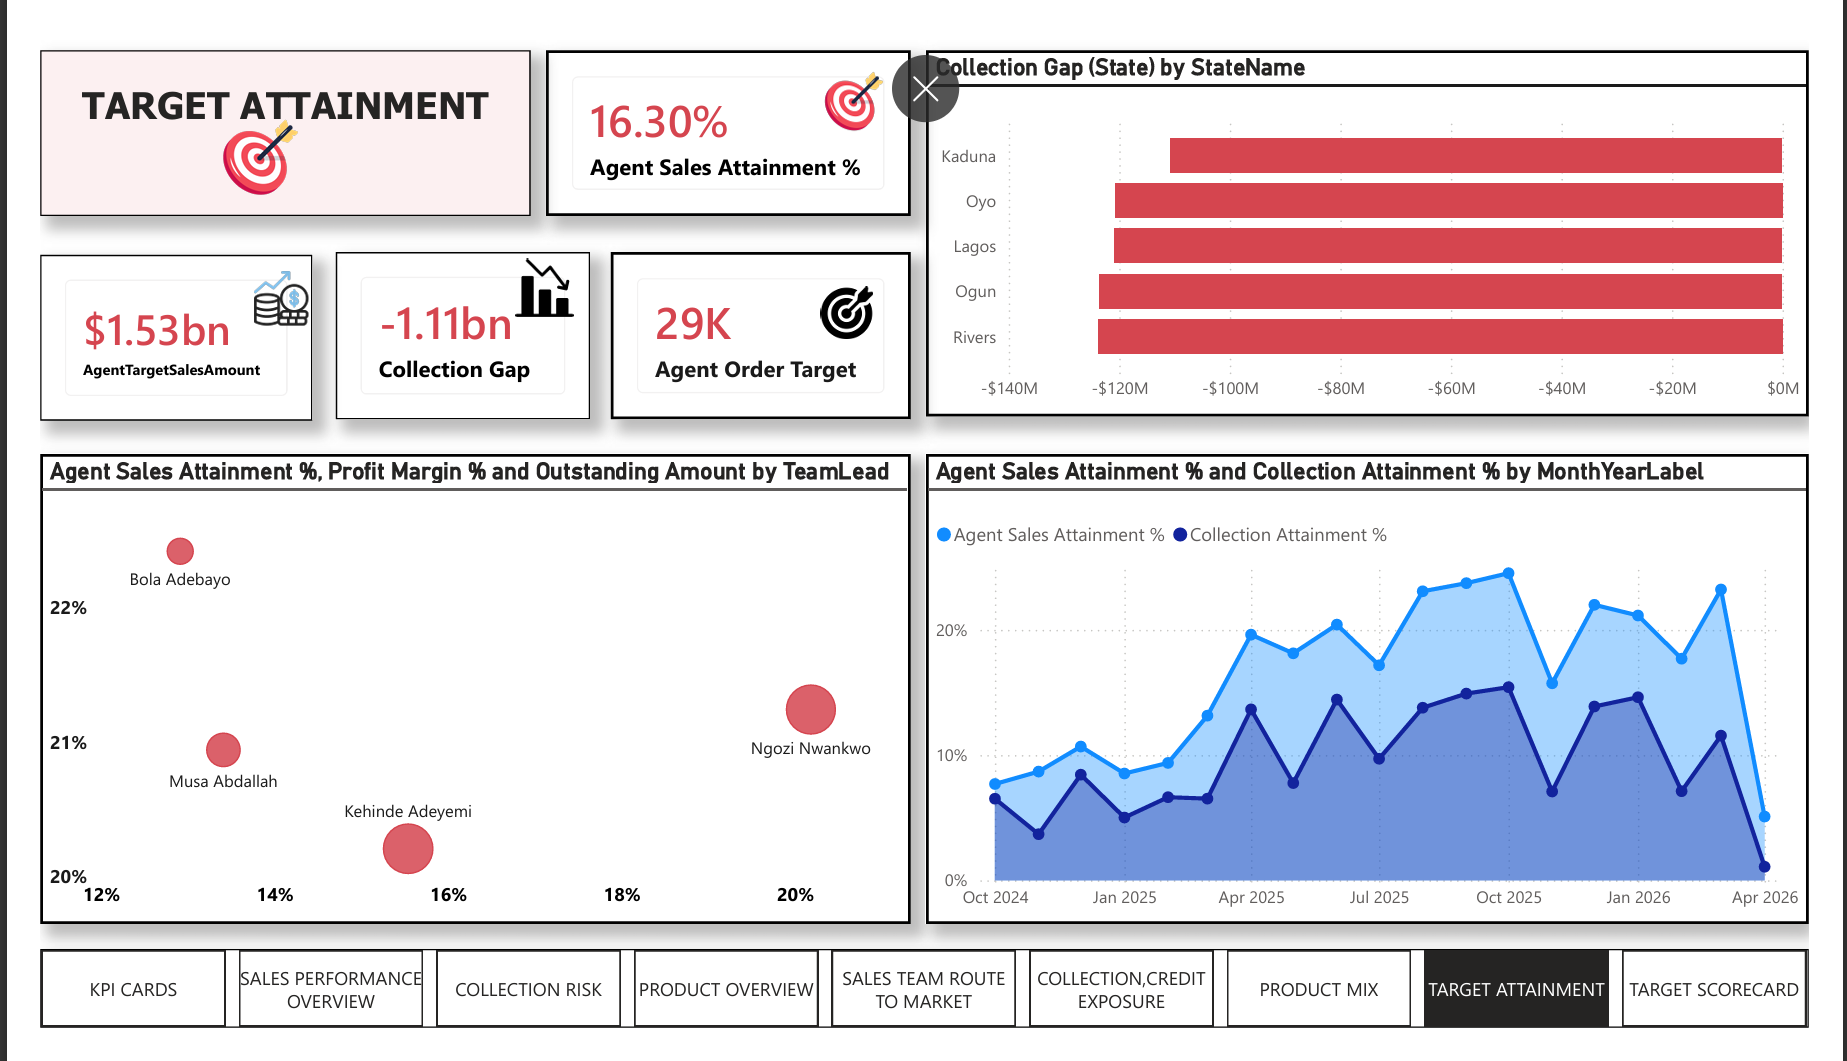 TARGET ATTAINMENT
16.30%
Agent Sales Attainment %
$1.53bn
AgentTargetSalesAmount
-1.11bn
Collection Gap
29K
Agent Order Target
Collection Gap (State) by StateName
Kaduna
Oyo
Lagos
Ogun
Rivers
-$140M -$120M -$100M -$80M -$60M -$40M -$20M $0M
Agent Sales Attainment %, Profit Margin % and Outstanding Amount by TeamLead
Bola Adebayo
22%
21%
Ngozi Nwankwo
Musa Abdallah
Kehinde Adeyemi
20%
12% 14% 16% 18% 20%
Agent Sales Attainment % and Collection Attainment % by MonthYearLabel
Agent Sales Attainment % Collection Attainment %
20%
10%
0%
Oct 2024 Jan 2025 Apr 2025 Jul 2025 Oct 2025 Jan 2026 Apr 2026
KPI CARDS
SALES PERFORMANCE
OVERVIEW
COLLECTION RISK
PRODUCT OVERVIEW
SALES TEAM ROUTE
TO MARKET
COLLECTION,CREDIT
EXPOSURE
PRODUCT MIX
TARGET ATTAINMENT
TARGET SCORECARD